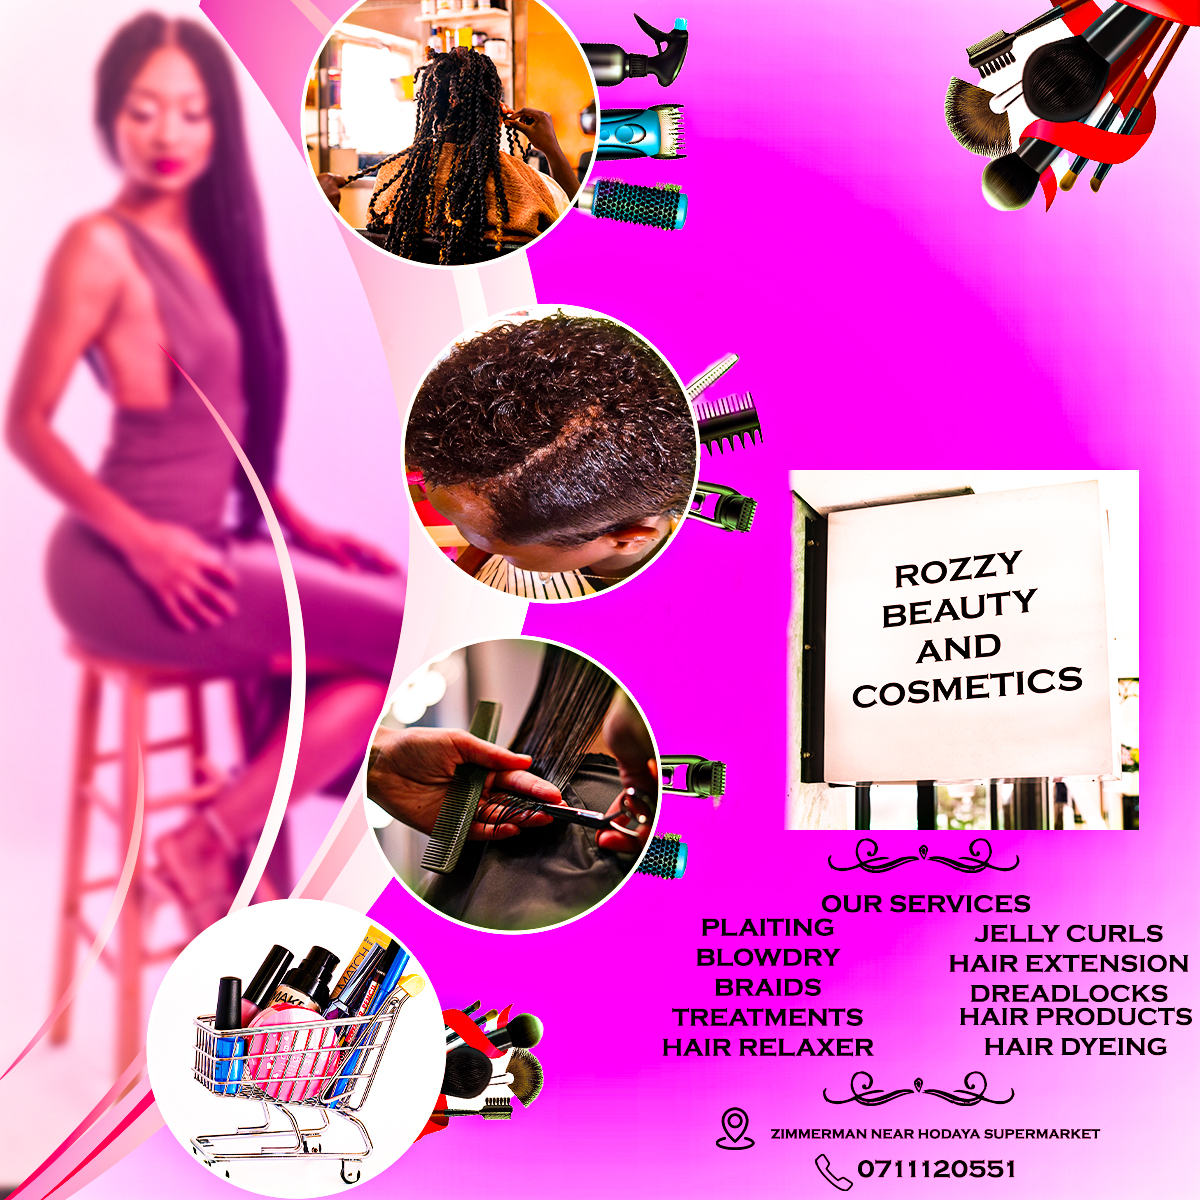 ROZZY
BEAUTY
AND
COSMETICS
OUR SERVICES
PLAITING
BLOWDRY
BRAIDS
TREATMENTS
HAIR RELAXER
JELLY CURLS
HAIR EXTENSION
DREADLOCKS
HAIR PRODUCTS
HAIR DYEING
ZIMMERMAN NEAR HODAYA SUPERMARKET
0711120551
MATCH